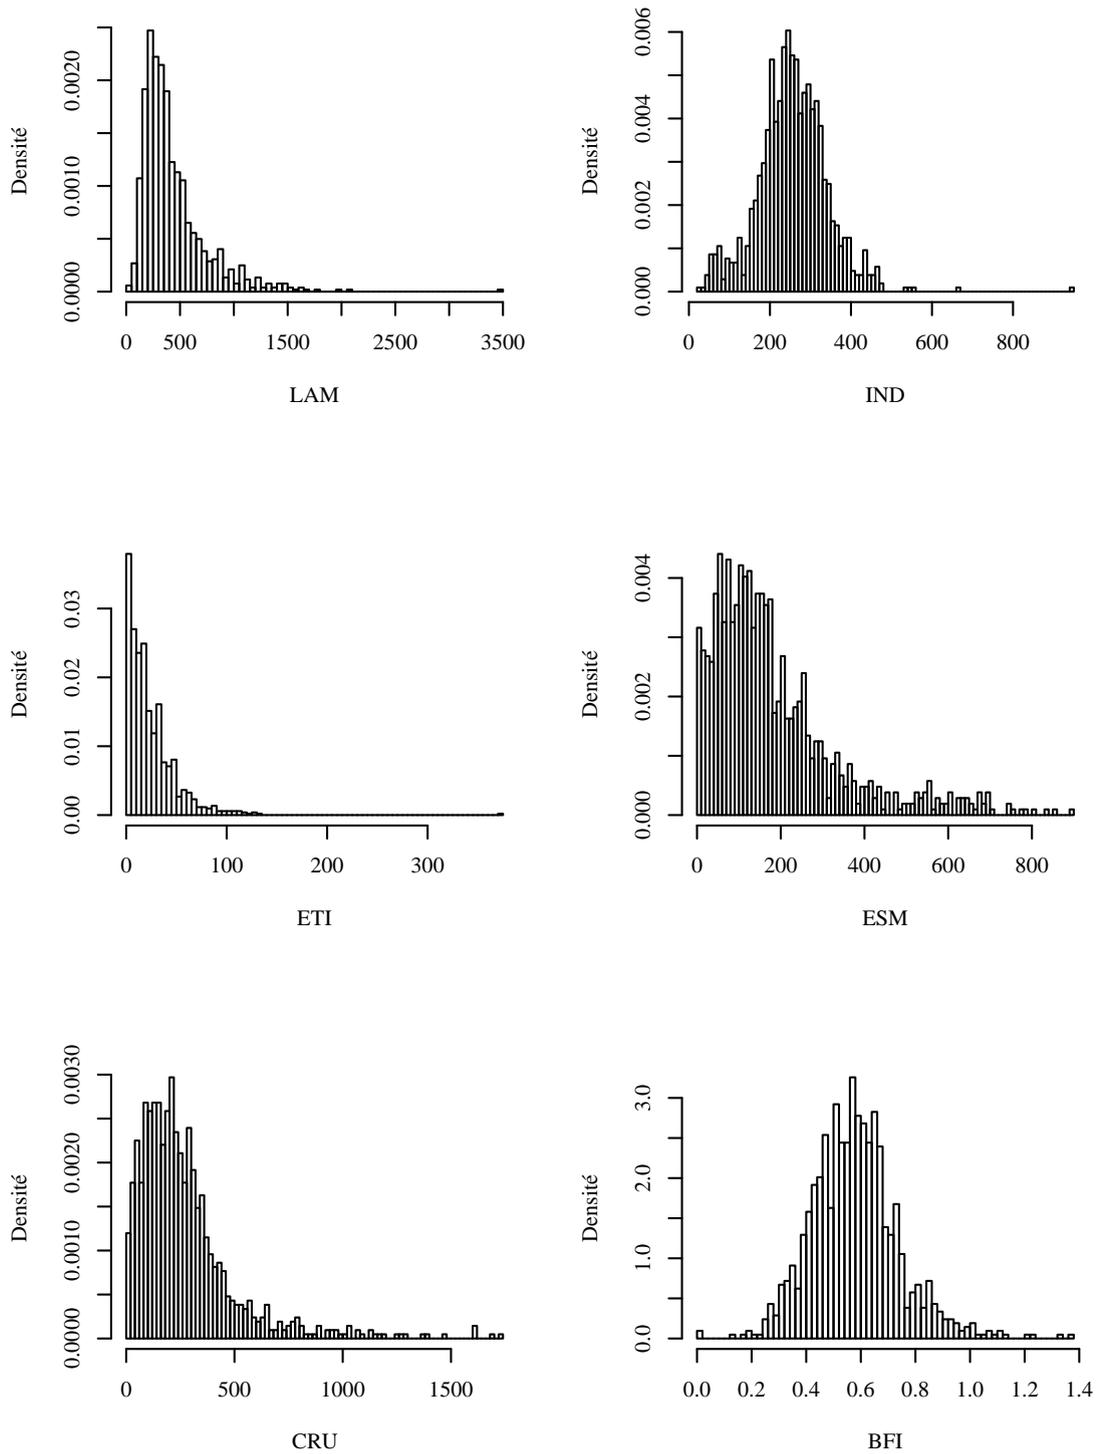 Densité
0.0000 0.0010 0.0020
0 500 1500 2500 3500
LAM
Densité
0.000 0.002 0.004 0.006
0 200 400 600 800
IND
Densité
0.00 0.01 0.02 0.03
0 100 200 300
ETI
Densité
0.000 0.002 0.004
0 200 400 600 800
ESM
Densité
0.0000 0.0010 0.0020 0.0030
0 500 1000 1500
CRU
Densité
0.0 1.0 2.0 3.0
0.0 0.2 0.4 0.6 0.8 1.0 1.2 1.4
BFI